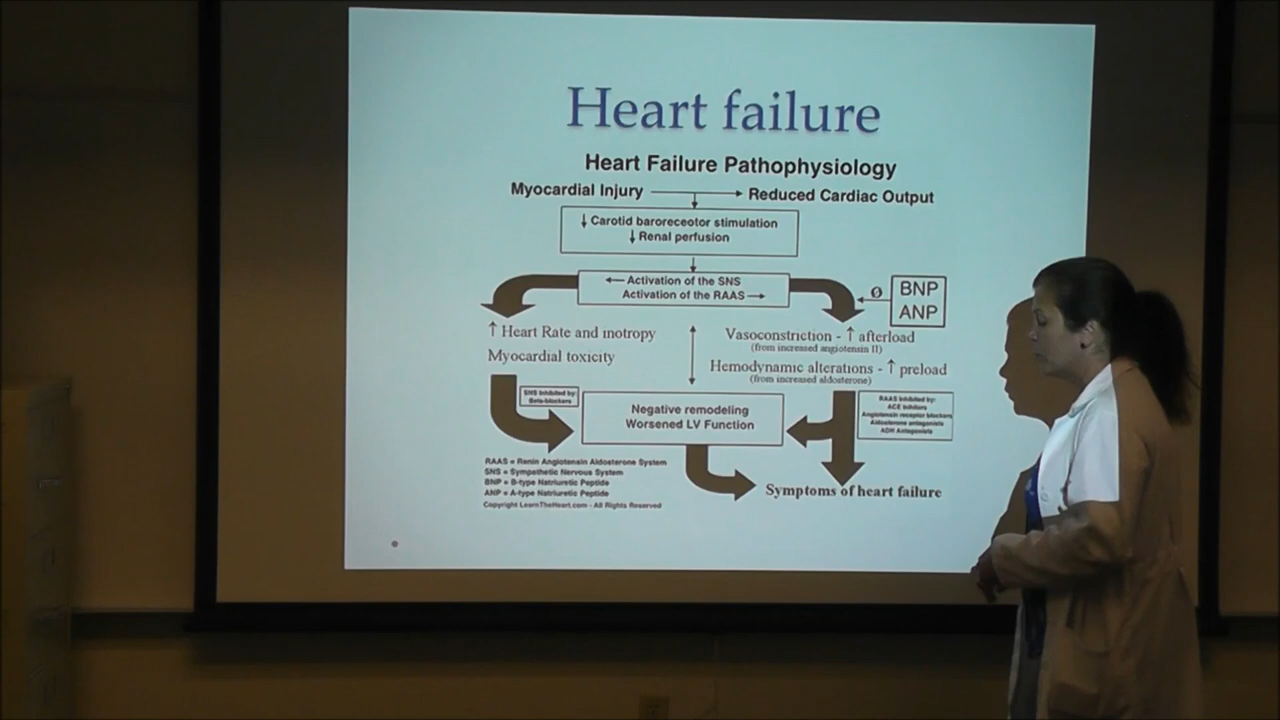 Heart failure
Heart Failure Pathophysiology
Myocardial Injury → Reduced Cardiac Output
↓ Carotid baroreceotor stimulation
↓ Renal perfusion
← Activation of the SNS
Activation of the RAAS →
Ø
BNP
ANP
↑ Heart Rate and inotropy
Myocardial toxicity
Vasoconstriction - ↑ afterload
(from increased angiotensin II)
Hemodynamic alterations - ↑ preload
(from increased aldosterone)
SNS Inhibited by:
Beta-blockers
Negative remodeling
Worsened LV Function
RAAS Inhibited by:
ACE Inhibitors
Angiotensin receptor blockers
Aldosterone antagonists
ADH Antagonists
RAAS = Renin Angiotensin Aldosterone System
SNS = Sympathetic Nervous System
BNP = B-type Natriuretic Peptide
ANP = A-type Natriuretic Peptide
Copyright LearnTheHeart.com - All Rights Reserved
Symptoms of heart failure